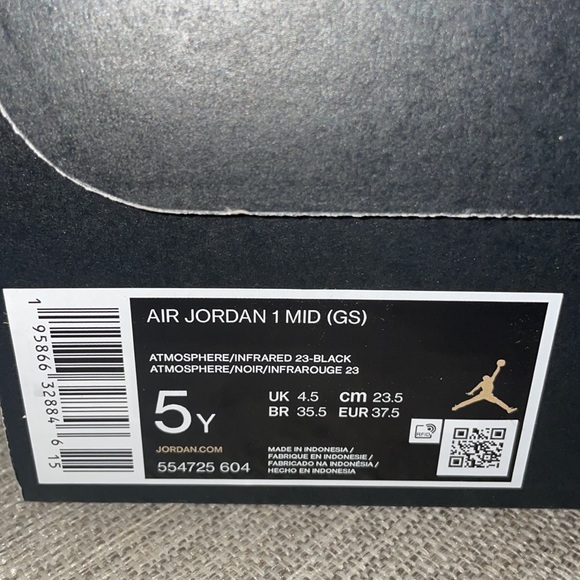 1 95866 32884 6 15
AIR JORDAN 1 MID (GS)
ATMOSPHERE/INFRARED 23-BLACK
ATMOSPHERE/NOIR/INFRAROUGE 23
5Y
UK 4.5 cm 23.5
BR 35.5 EUR 37.5
JORDAN.COM
554725 604
MADE IN INDONESIA /
FABRIQUE EN INDONESIE /
FABRICADO NA INDONÉSIA /
HECHO EN INDONESIA